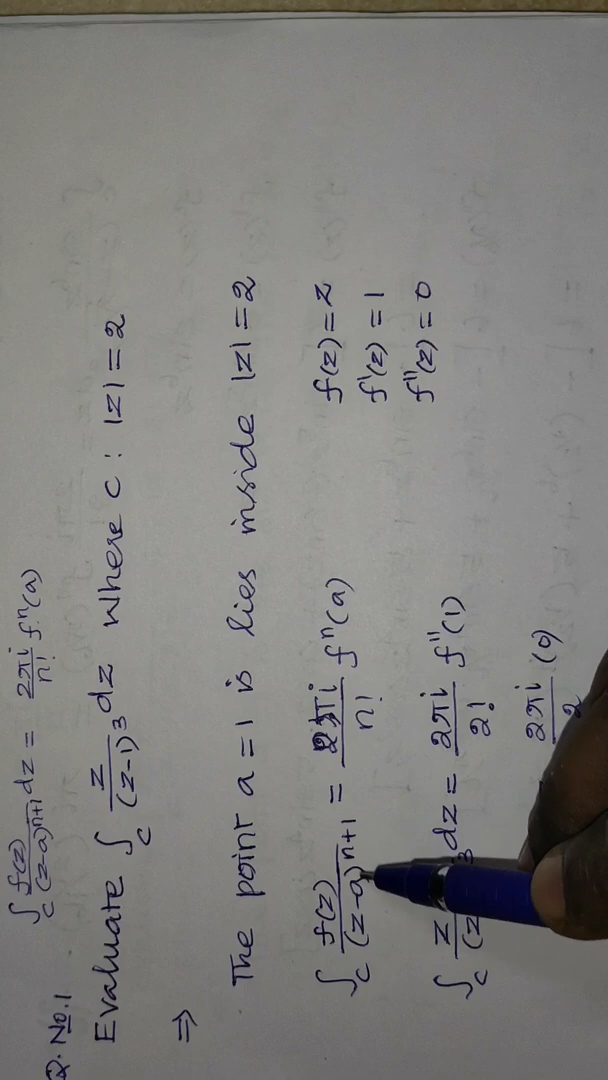 ∫_C f(z)/(z-a)^{n+1} dz = 2πi/n! f^n(a)
Q. No. 1
Evaluate ∫_C z/(z-1)^3 dz where C : |z| = 2
⇒
The point a = 1 is lies inside |z| = 2
∫_C f(z)/(z-a)^{n+1} = 2πi/n! f^n(a) f(z) = z
f'(z) = 1
f''(z) = 0
∫_C z/(z 3 dz = 2πi/2! f''(1)
2πi/2 (0)